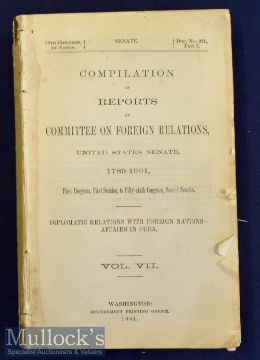 56TH CONGRESS, 2d Session. SENATE. Doc. No. 231, Part 7.
COMPILATION
OF
REPORTS
OF
COMMITTEE ON FOREIGN RELATIONS,
UNITED STATES SENATE,
1789-1901,
First Congress, First Session, to Fifty-sixth Congress, Second Session.
DIPLOMATIC RELATIONS WITH FOREIGN NATIONS—
AFFAIRS IN CUBA.
VOL. VII.
WASHINGTON:
GOVERNMENT PRINTING OFFICE.
1901.
Mullock's
Specialist Auctioneers & Valuers